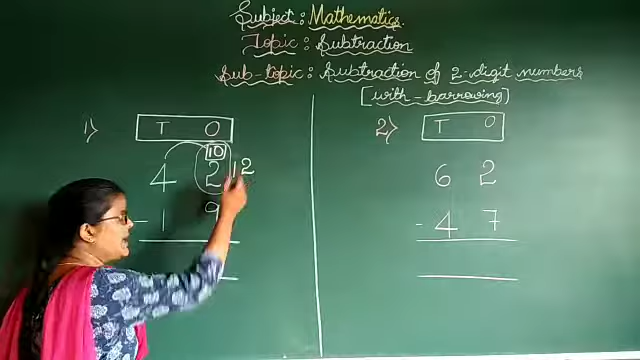 Subject: Mathematics.
Topic: Subtraction
Sub-topic: Subtraction of 2-digit numbers
[with-borrowing]
1)
T O
10
4 2 12
- 1 9
2)
T O
6 2
- 4 7